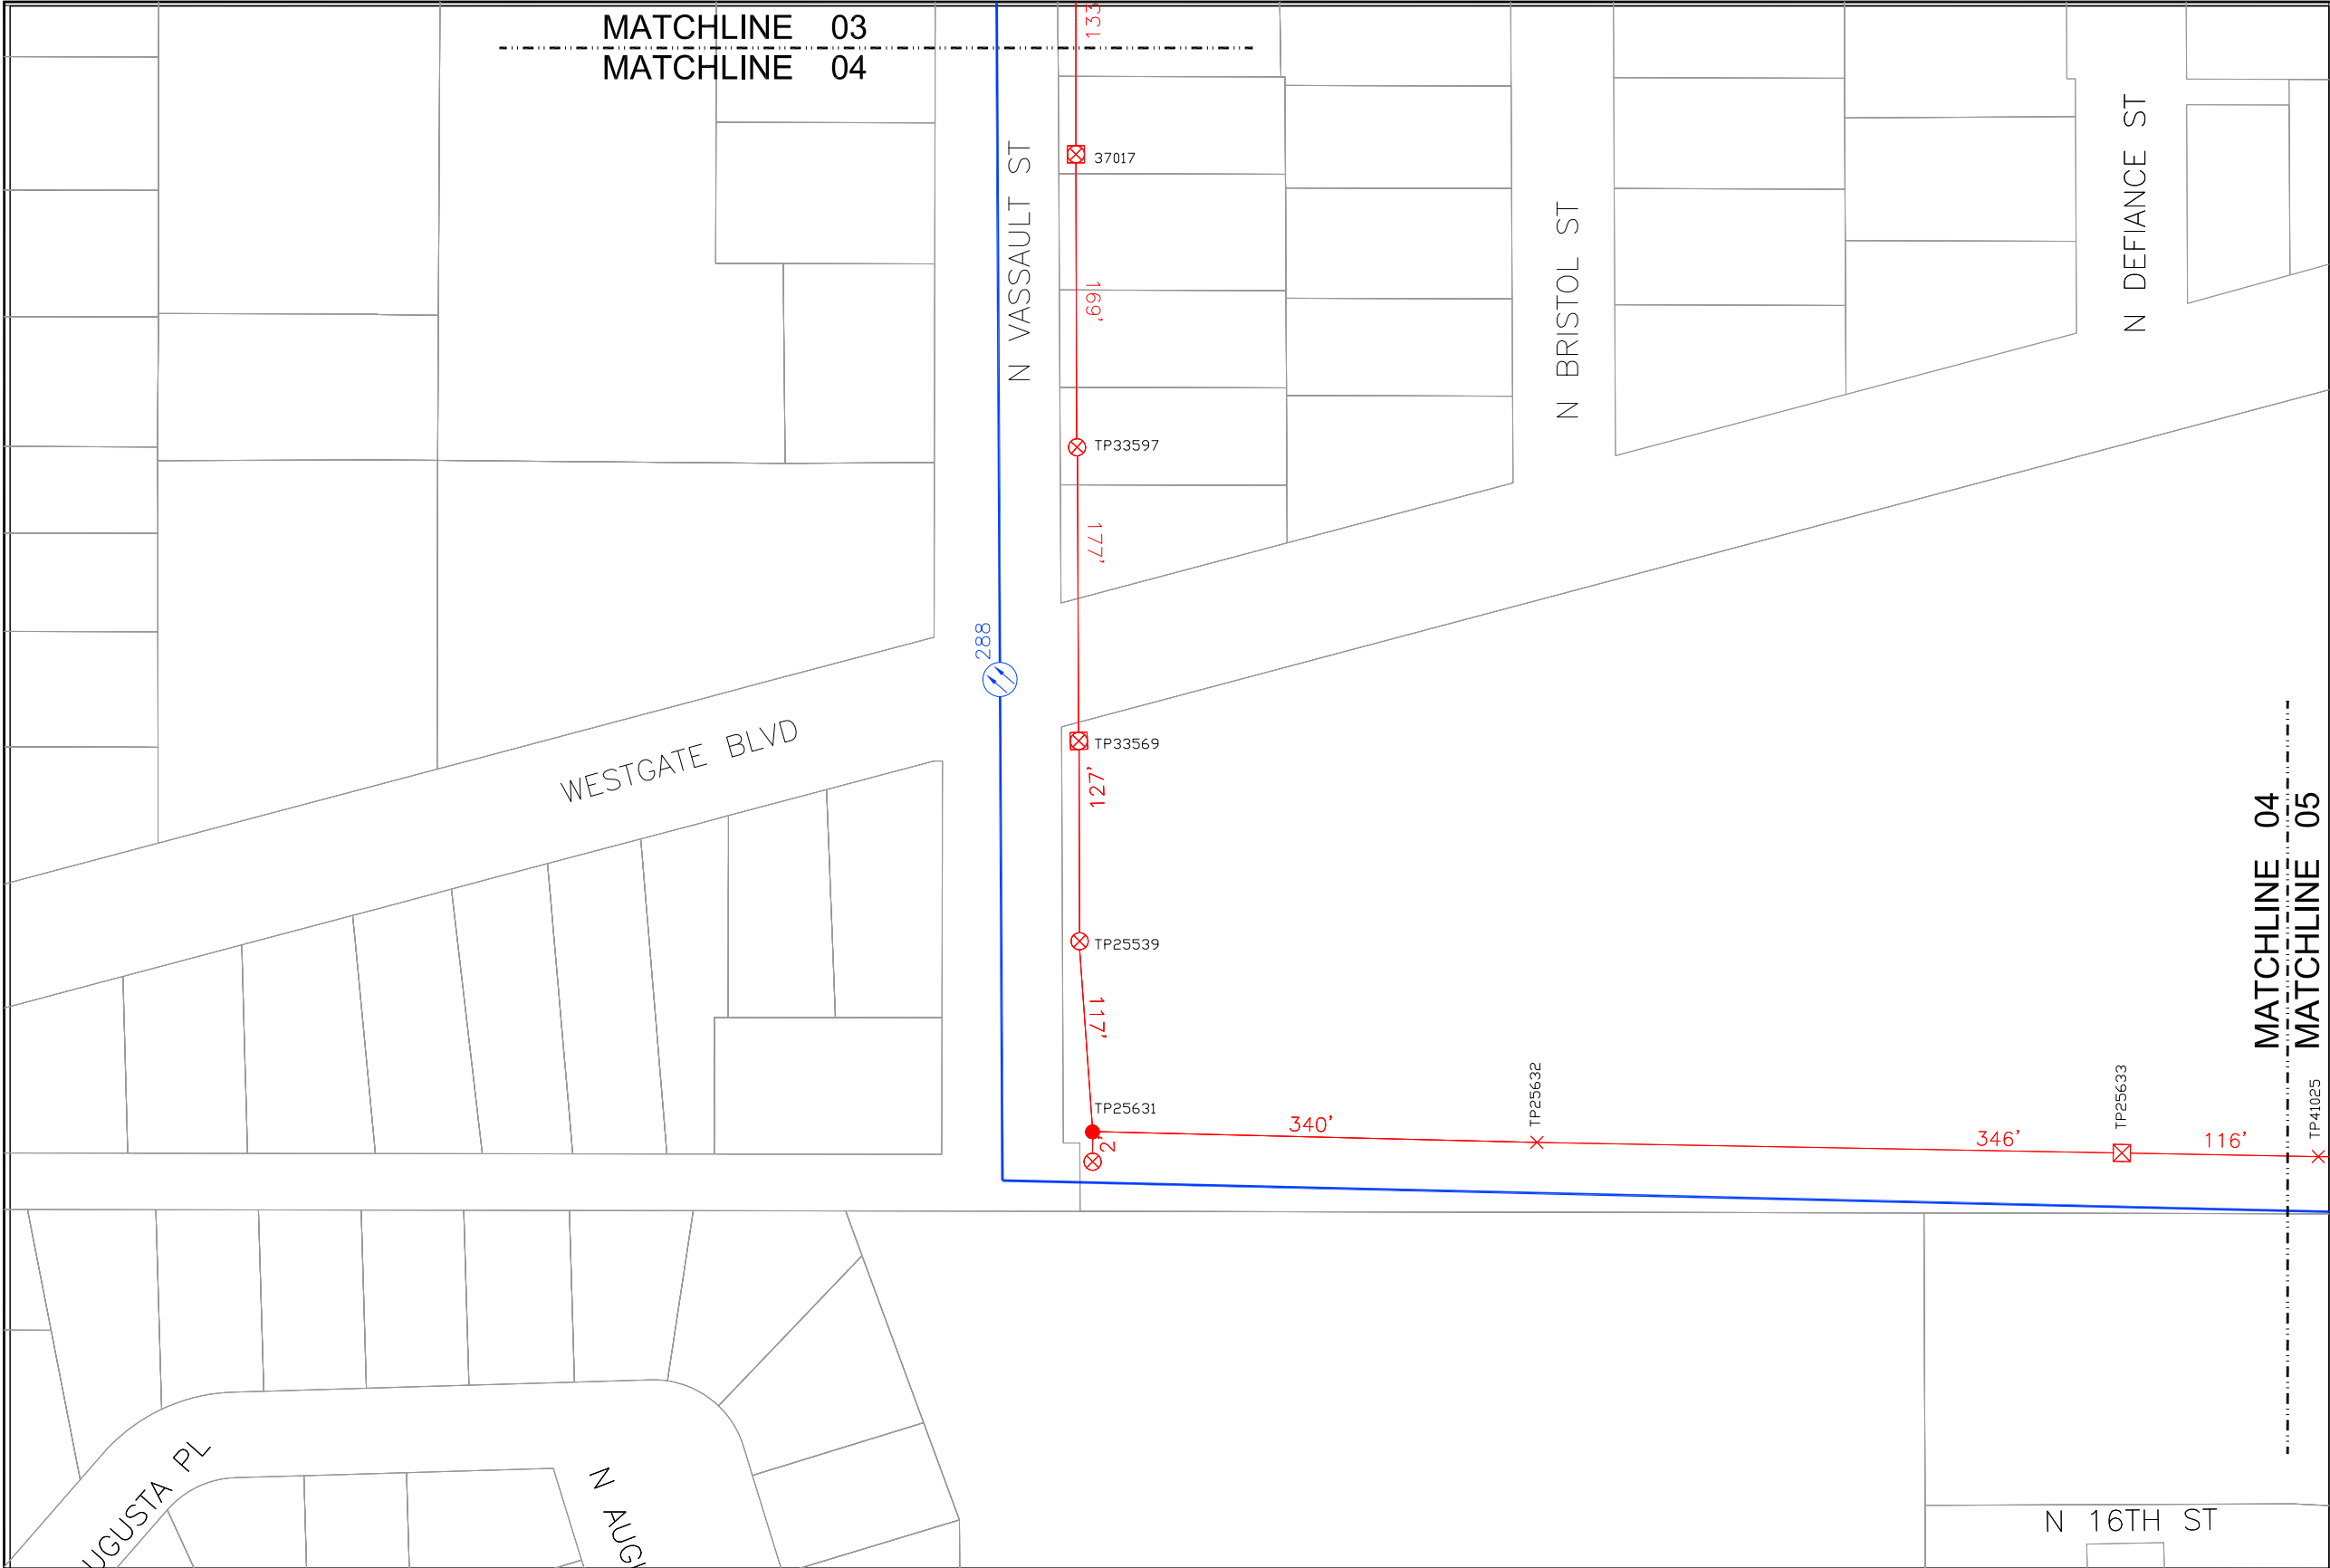 MATCHLINE 03
MATCHLINE 04
133
37017
N VASSAULT ST
169'
N BRISTOL ST
N DEFIANCE ST
TP33597
177'
288
WESTGATE BLVD
TP33569
127'
MATCHLINE 04
MATCHLINE 05
TP25539
117'
TP25631
2'
340'
TP25632
346'
TP25633
116'
TP41025
UGUSTA PL
N AUGU
N 16TH ST